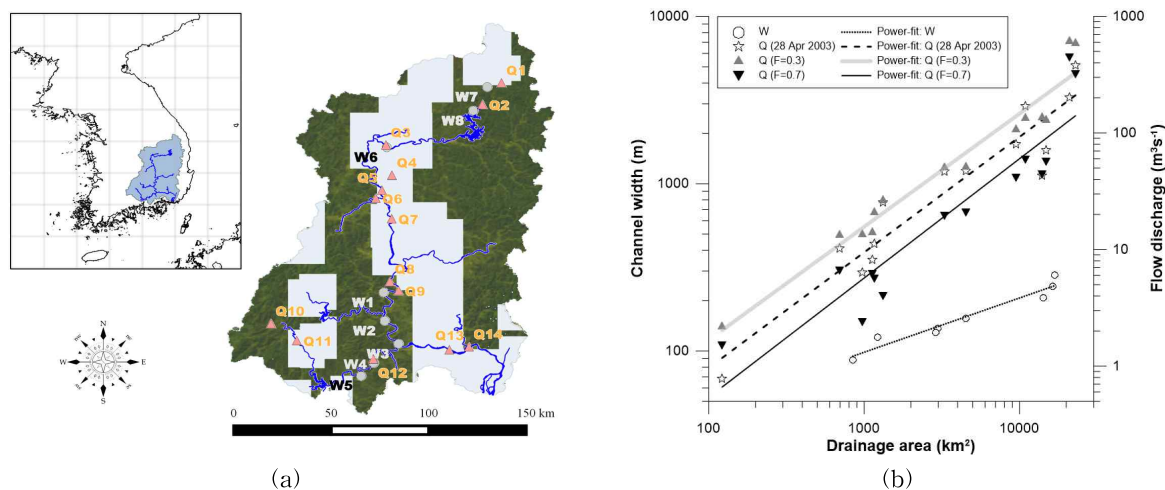 (a)
Q1
W7
Q2
W8
Q3
W6
Q4
Q5
Q6
Q7
Q8
W1
Q9
Q10
W2
Q11
Q13
Q14
W3
W4
Q12
W5
N
W
E
S
0
50
100
150 km
(a)
(b)
10000
1000
100
Channel width (m)
W
Q (28 Apr 2003)
Q (F=0.3)
Q (F=0.7)
Power-fit: W
Power-fit: Q (28 Apr 2003)
Power-fit: Q (F=0.3)
Power-fit: Q (F=0.7)
1000
100
10
1
Flow discharge (m³s⁻¹)
100
1000
10000
Drainage area (km²)
(b)